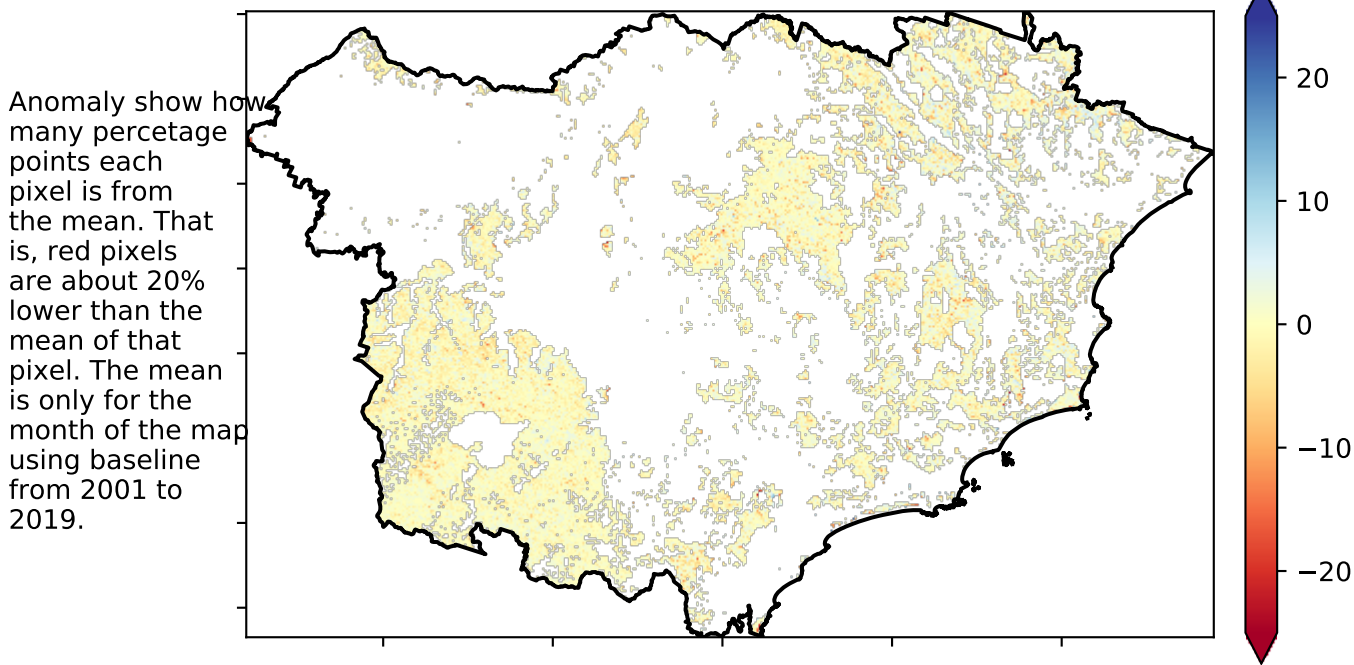 Anomaly show how
many percetage
points each
pixel is from
the mean. That
is, red pixels
are about 20%
lower than the
mean of that
pixel. The mean
is only for the
month of the map
using baseline
from 2001 to
2019.
20
10
0
−10
−20